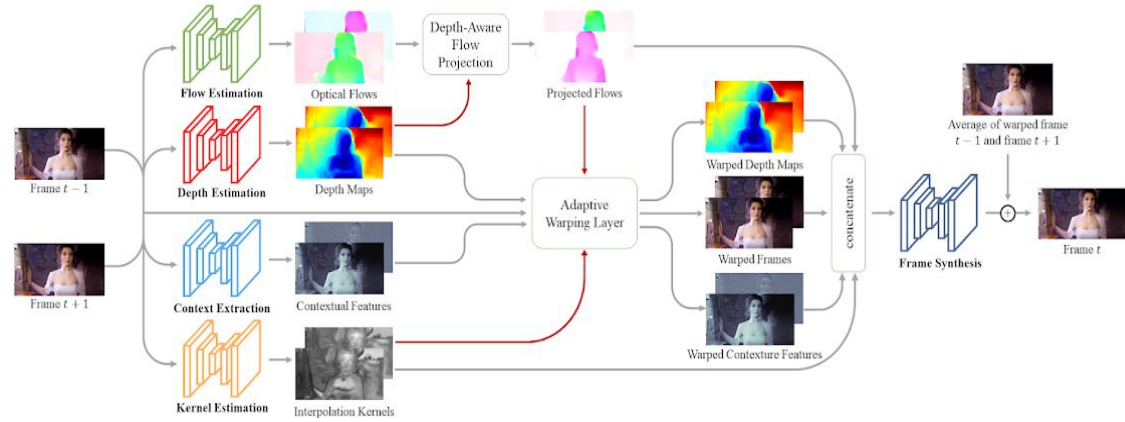 Frame t − 1
Frame t + 1
Flow Estimation
Depth Estimation
Context Extraction
Kernel Estimation
Optical Flows
Depth Maps
Contextual Features
Interpolation Kernels
Depth-Aware
Flow
Projection
Projected Flows
Adaptive
Warping Layer
Warped Depth Maps
Warped Frames
Warped Contexture Features
concatenate
Frame Synthesis
Average of warped frame
t − 1 and frame t + 1
+
Frame t